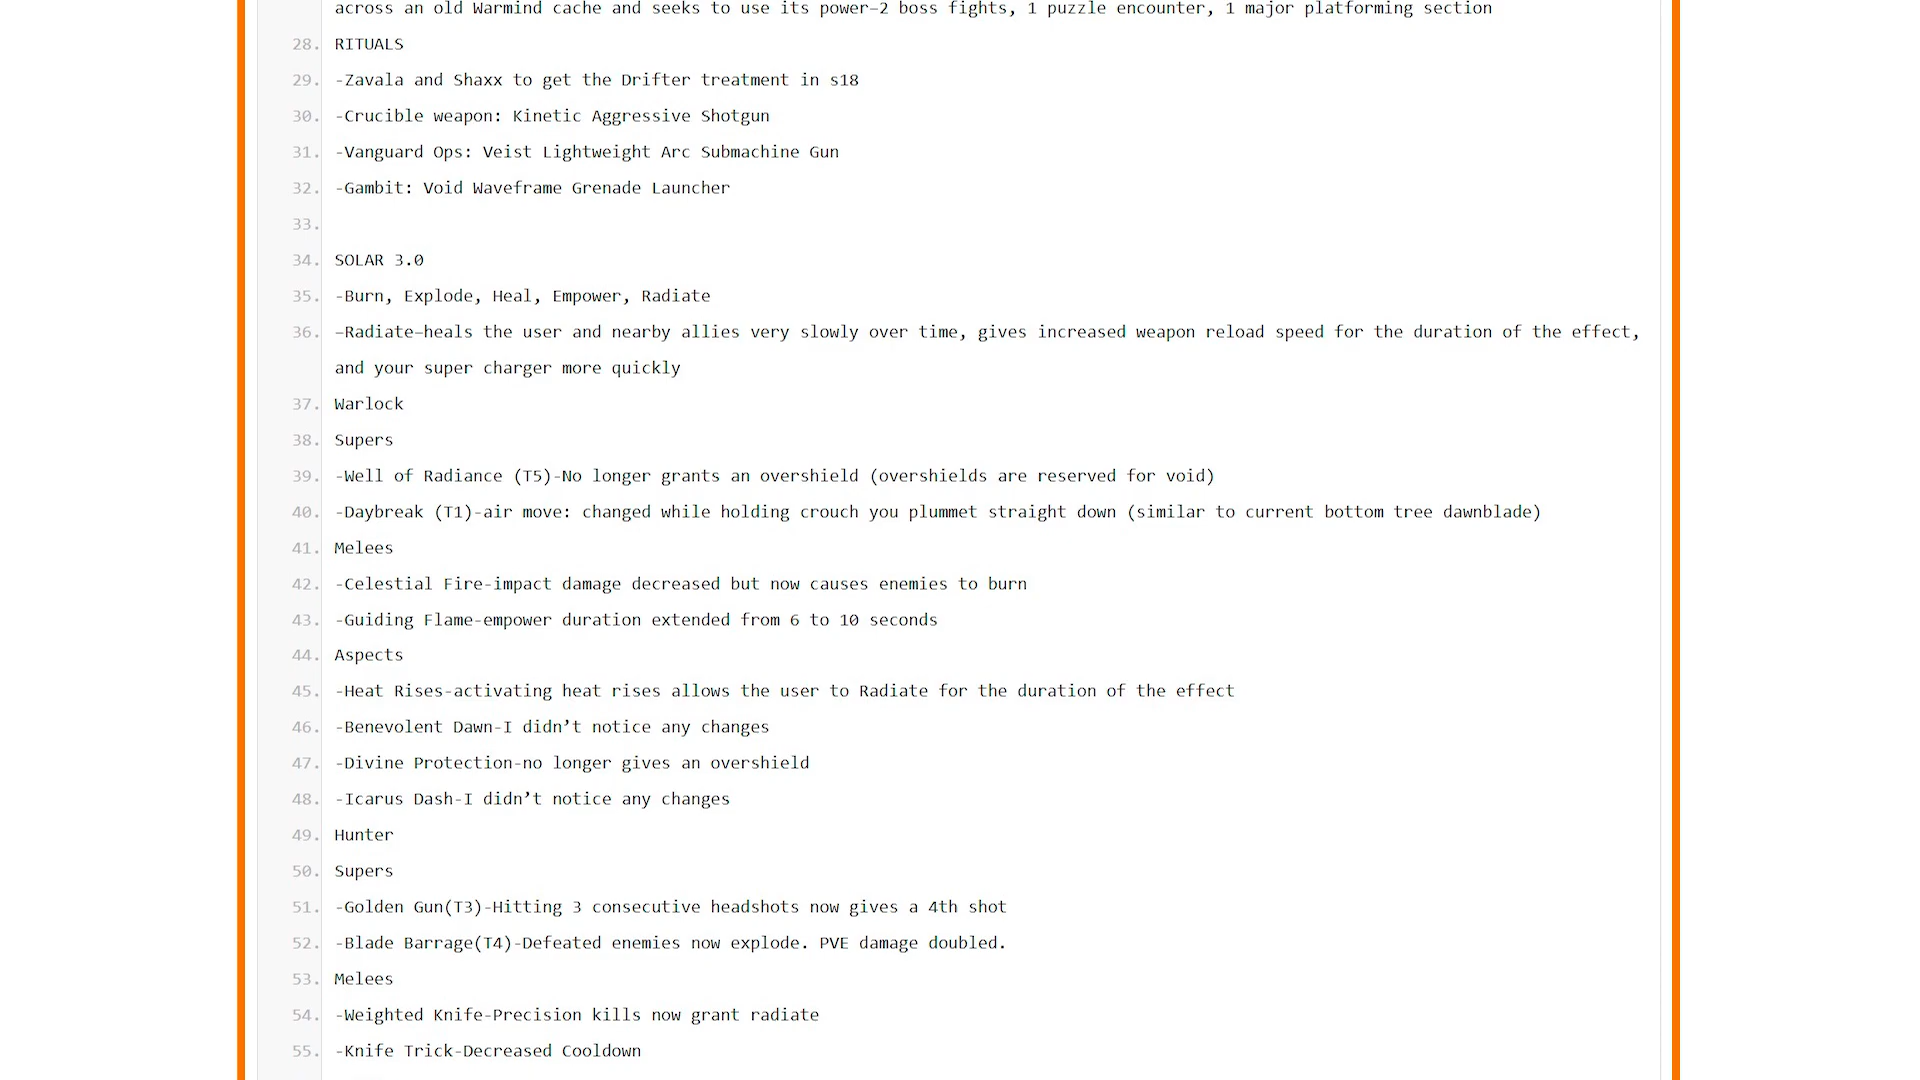 across an old Warmind cache and seeks to use its power—2 boss fights, 1 puzzle encounter, 1 major platforming section
28. RITUALS
29. -Zavala and Shaxx to get the Drifter treatment in s18
30. -Crucible weapon: Kinetic Aggressive Shotgun
31. -Vanguard Ops: Veist Lightweight Arc Submachine Gun
32. -Gambit: Void Waveframe Grenade Launcher
33.
34. SOLAR 3.0
35. -Burn, Explode, Heal, Empower, Radiate
36. —Radiate—heals the user and nearby allies very slowly over time, gives increased weapon reload speed for the duration of the effect,
and your super charger more quickly
37. Warlock
38. Supers
39. -Well of Radiance (T5)-No longer grants an overshield (overshields are reserved for void)
40. -Daybreak (T1)-air move: changed while holding crouch you plummet straight down (similar to current bottom tree dawnblade)
41. Melees
42. -Celestial Fire-impact damage decreased but now causes enemies to burn
43. -Guiding Flame-empower duration extended from 6 to 10 seconds
44. Aspects
45. -Heat Rises-activating heat rises allows the user to Radiate for the duration of the effect
46. -Benevolent Dawn-I didn’t notice any changes
47. -Divine Protection-no longer gives an overshield
48. -Icarus Dash-I didn’t notice any changes
49. Hunter
50. Supers
51. -Golden Gun(T3)-Hitting 3 consecutive headshots now gives a 4th shot
52. -Blade Barrage(T4)-Defeated enemies now explode. PVE damage doubled.
53. Melees
54. -Weighted Knife-Precision kills now grant radiate
55. -Knife Trick-Decreased Cooldown